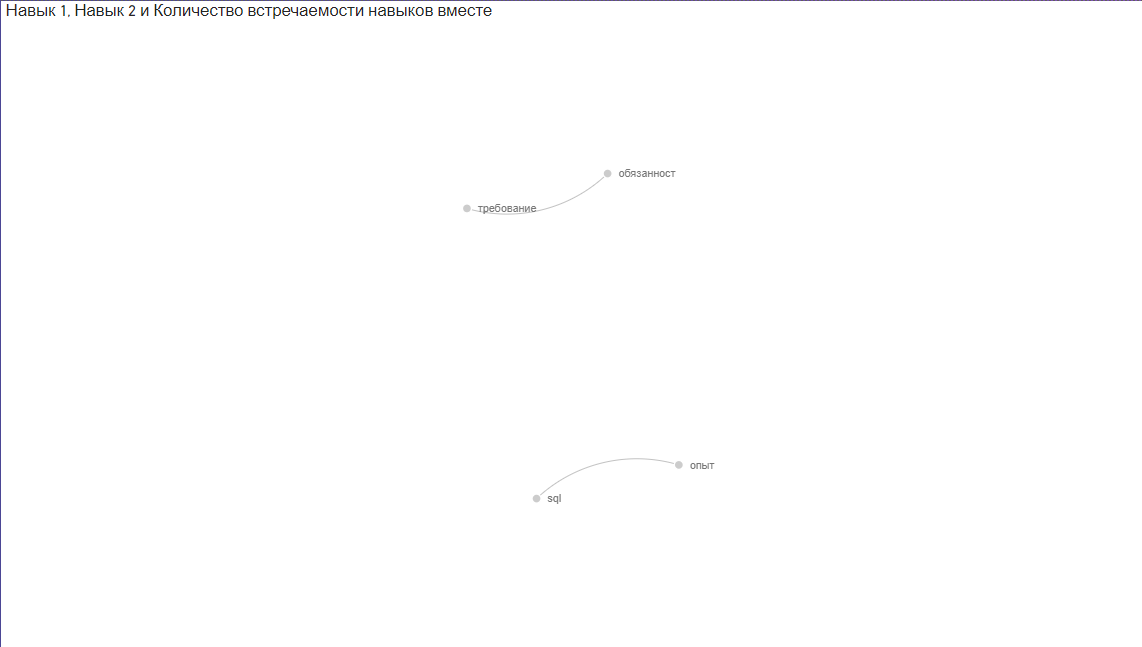 Навык 1, Навык 2 и Количество встречаемости навыков вместе
обязанност
требование
опыт
sql